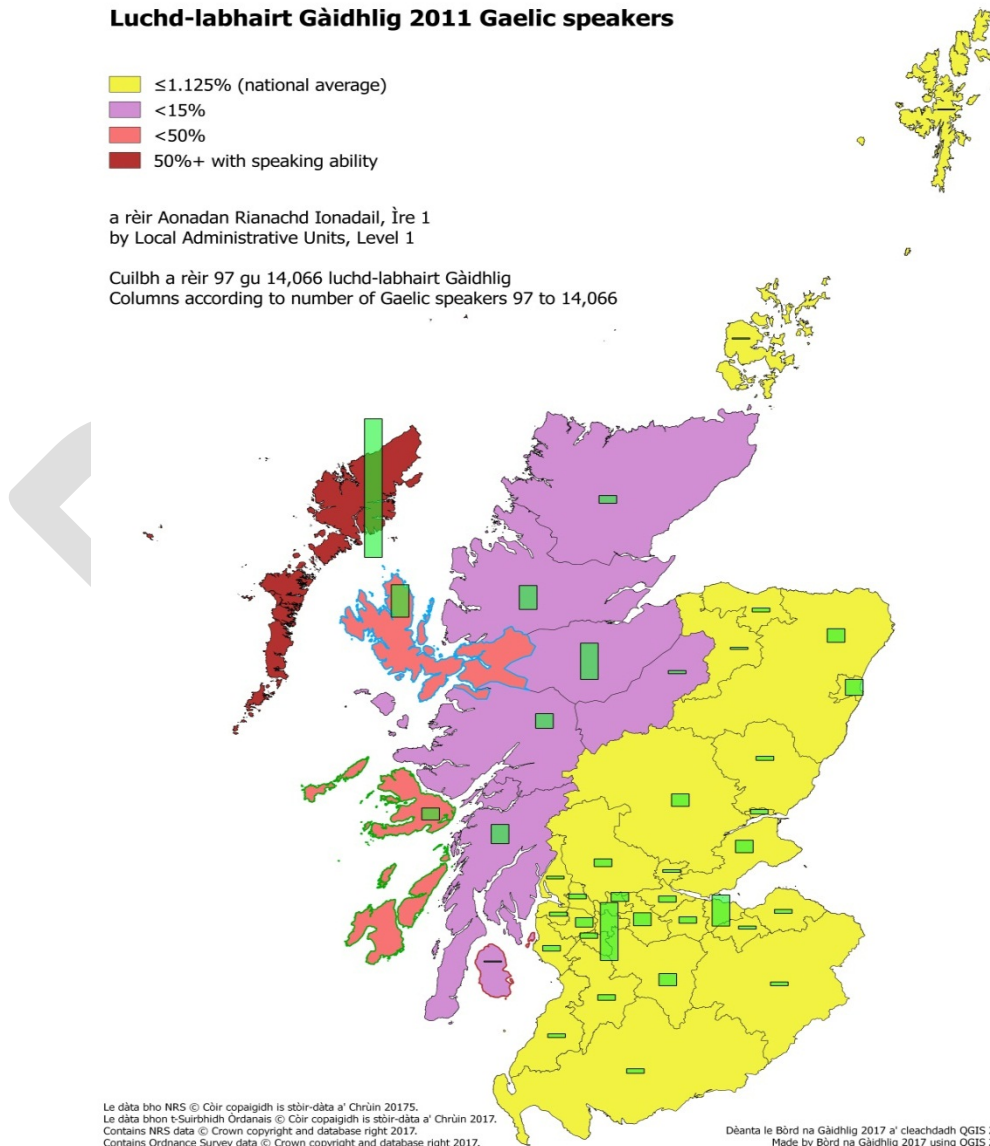 Luchd-labhairt Gàidhlig 2011 Gaelic speakers
≤1.125% (national average)
<15%
<50%
50%+ with speaking ability
a rèir Aonadan Rianachd Ionadail, Ìre 1
by Local Administrative Units, Level 1
Cuilbh a rèir 97 gu 14,066 luchd-labhairt Gàidhlig
Columns according to number of Gaelic speakers 97 to 14,066
Le dàta bho NRS © Còir copaigidh is stòir-dàta a' Chrùin 20175.
Le dàta bhon t-Suirbhidh Òrdanais © Còir copaigidh is stòir-dàta a' Chrùin 2017.
Contains NRS data © Crown copyright and database right 2017.
Contains Ordnance Survey data © Crown copyright and database right 2017.
Dèanta le Bòrd na Gàidhlig 2017 a' cleachdadh QGIS
Made by Bòrd na Gàidhlig 2017 using QGIS